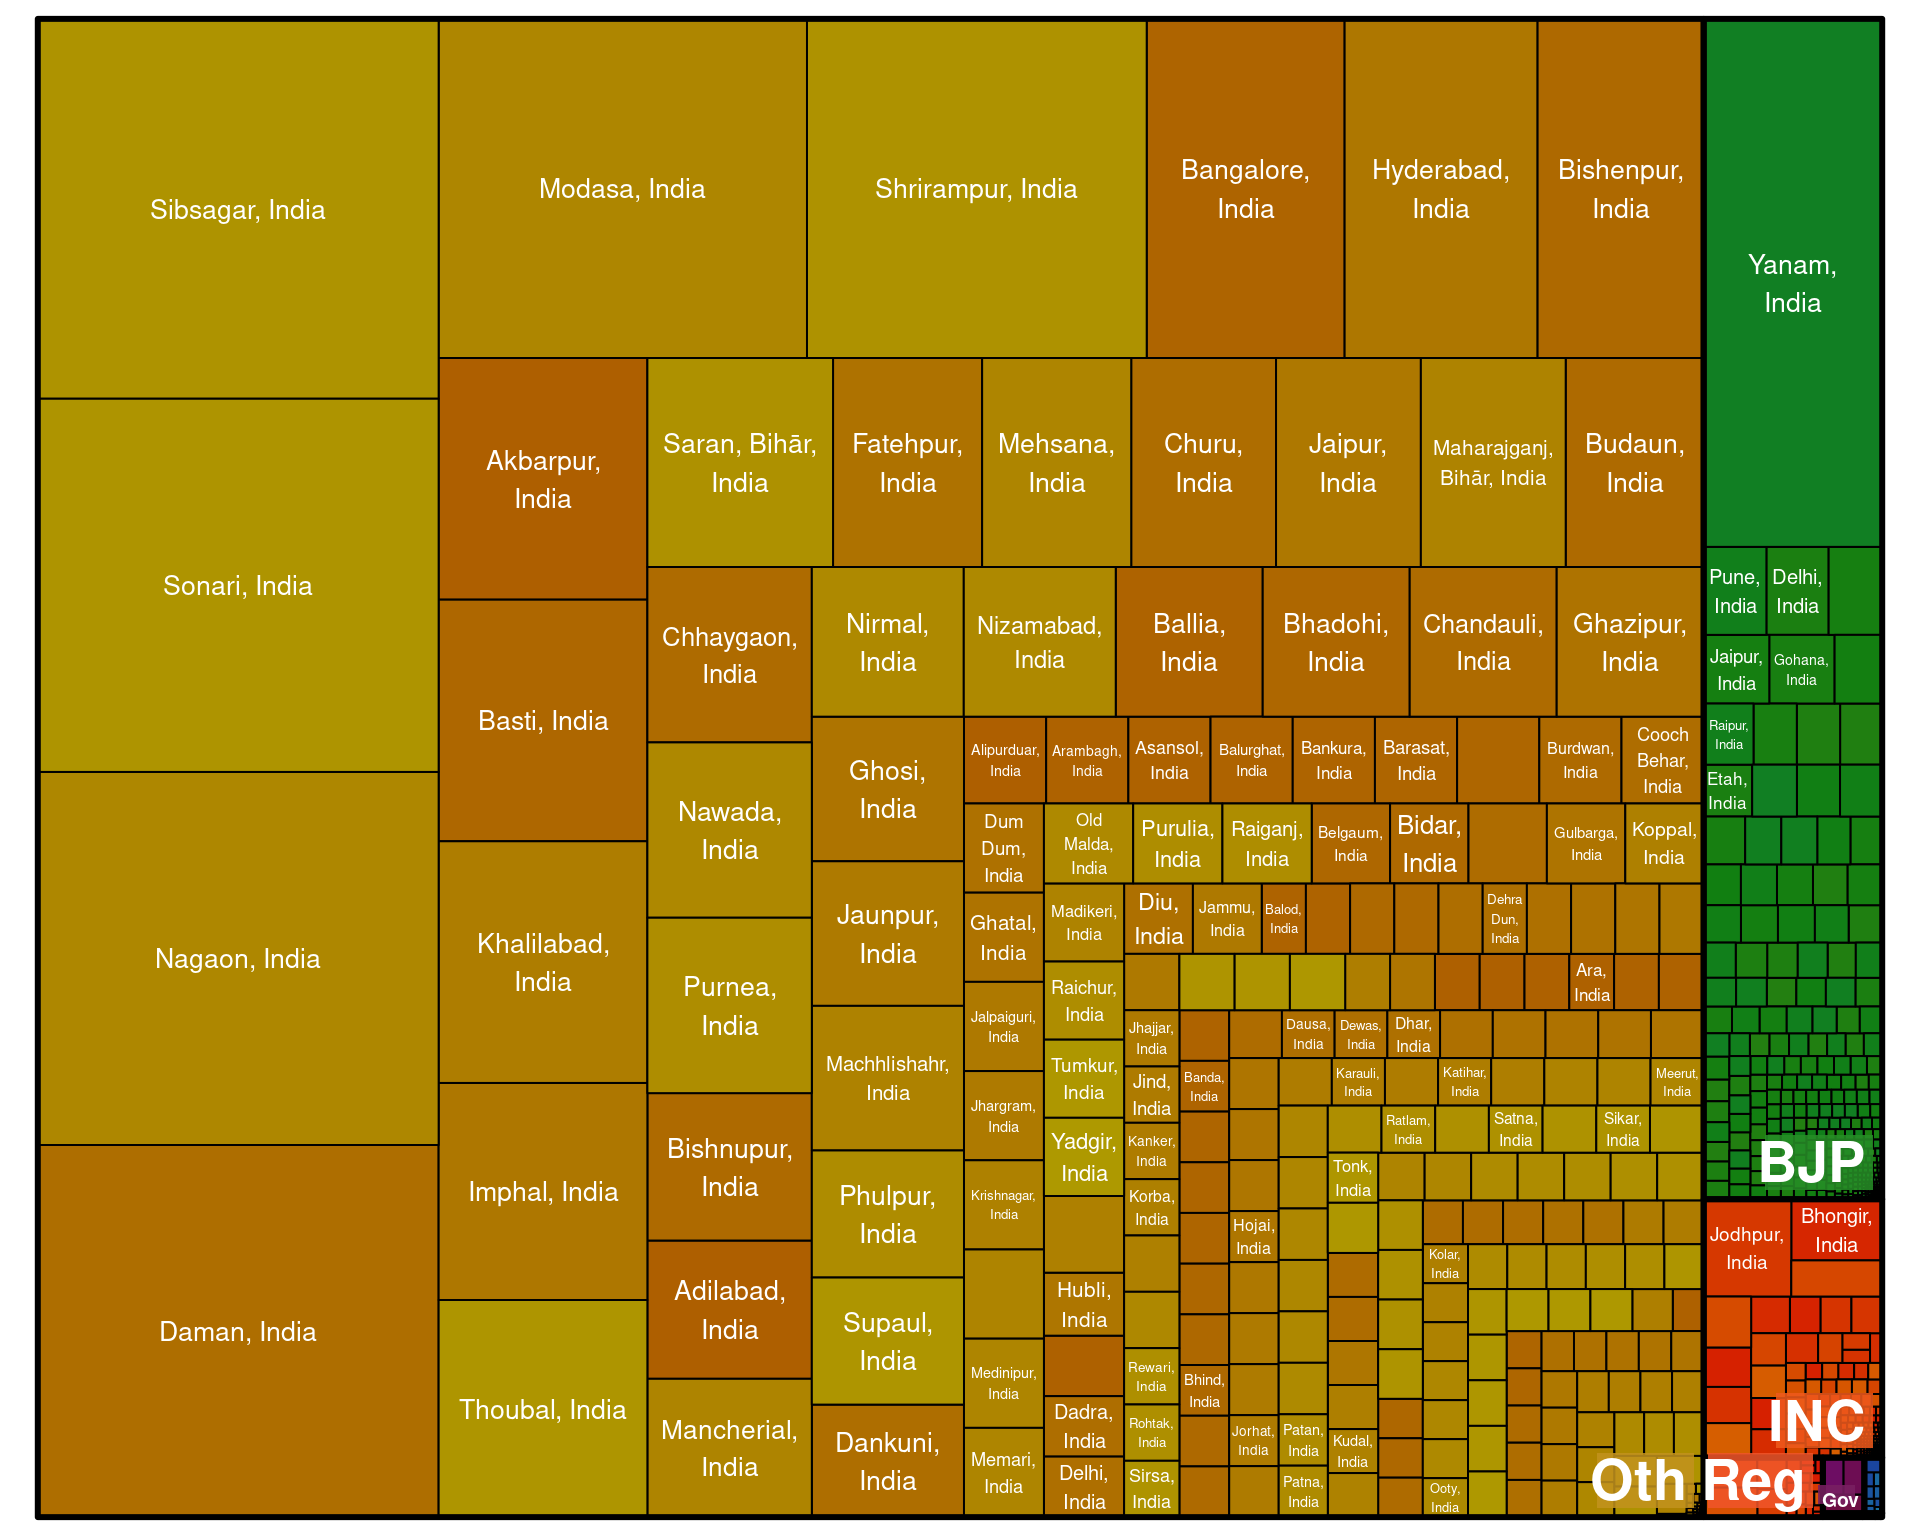 Sibsagar, India
Sonari, India
Nagaon, India
Daman, India
Modasa, India
Shrirampur, India
Bangalore,
India
Hyderabad,
India
Bishenpur,
India
Akbarpur,
India
Basti, India
Khalilabad,
India
Imphal, India
Thoubal, India
Saran, Bihār,
India
Fatehpur,
India
Mehsana,
India
Churu,
India
Jaipur,
India
Maharajganj,
Bihār, India
Budaun,
India
Chhaygaon,
India
Nawada,
India
Purnea,
India
Bishnupur,
India
Adilabad,
India
Mancherial,
India
Nirmal,
India
Nizamabad,
India
Ballia,
India
Bhadohi,
India
Chandauli,
India
Ghazipur,
India
Ghosi,
India
Jaunpur,
India
Machhlishahr,
India
Phulpur,
India
Supaul,
India
Dankuni,
India
Alipurduar,
India
Arambagh,
India
Asansol,
India
Balurghat,
India
Bankura,
India
Barasat,
India
Burdwan,
India
Cooch
Behar,
India
Dum
Dum,
India
Ghatal,
India
Jalpaiguri,
India
Jhargram,
India
Krishnagar,
India
Medinipur,
India
Memari,
India
Old
Malda,
India
Purulia,
India
Raiganj,
India
Belgaum,
India
Bidar,
India
Gulbarga,
India
Koppal,
India
Madikeri,
India
Raichur,
India
Tumkur,
India
Yadgir,
India
Hubli,
India
Dadra,
India
Delhi,
India
Diu,
India
Jammu,
India
Balod,
India
Dehra
Dun,
India
Ara,
India
Jhajjar,
India
Jind,
India
Kanker,
India
Korba,
India
Rewari,
India
Rohtak,
India
Sirsa,
India
Banda,
India
Bhind,
India
Dausa,
India
Dewas,
India
Dhar,
India
Karauli,
India
Katihar,
India
Meerut,
India
Ratlam,
India
Satna,
India
Sikar,
India
Tonk,
India
Hojai,
India
Kolar,
India
Jorhat,
India
Patan,
India
Patna,
India
Kudal,
India
Ooty,
India
Oth Reg
Yanam,
India
Pune,
India
Delhi,
India
Jaipur,
India
Gohana,
India
Raipur,
India
Etah,
India
BJP
Jodhpur,
India
Bhongir,
India
INC
Gov